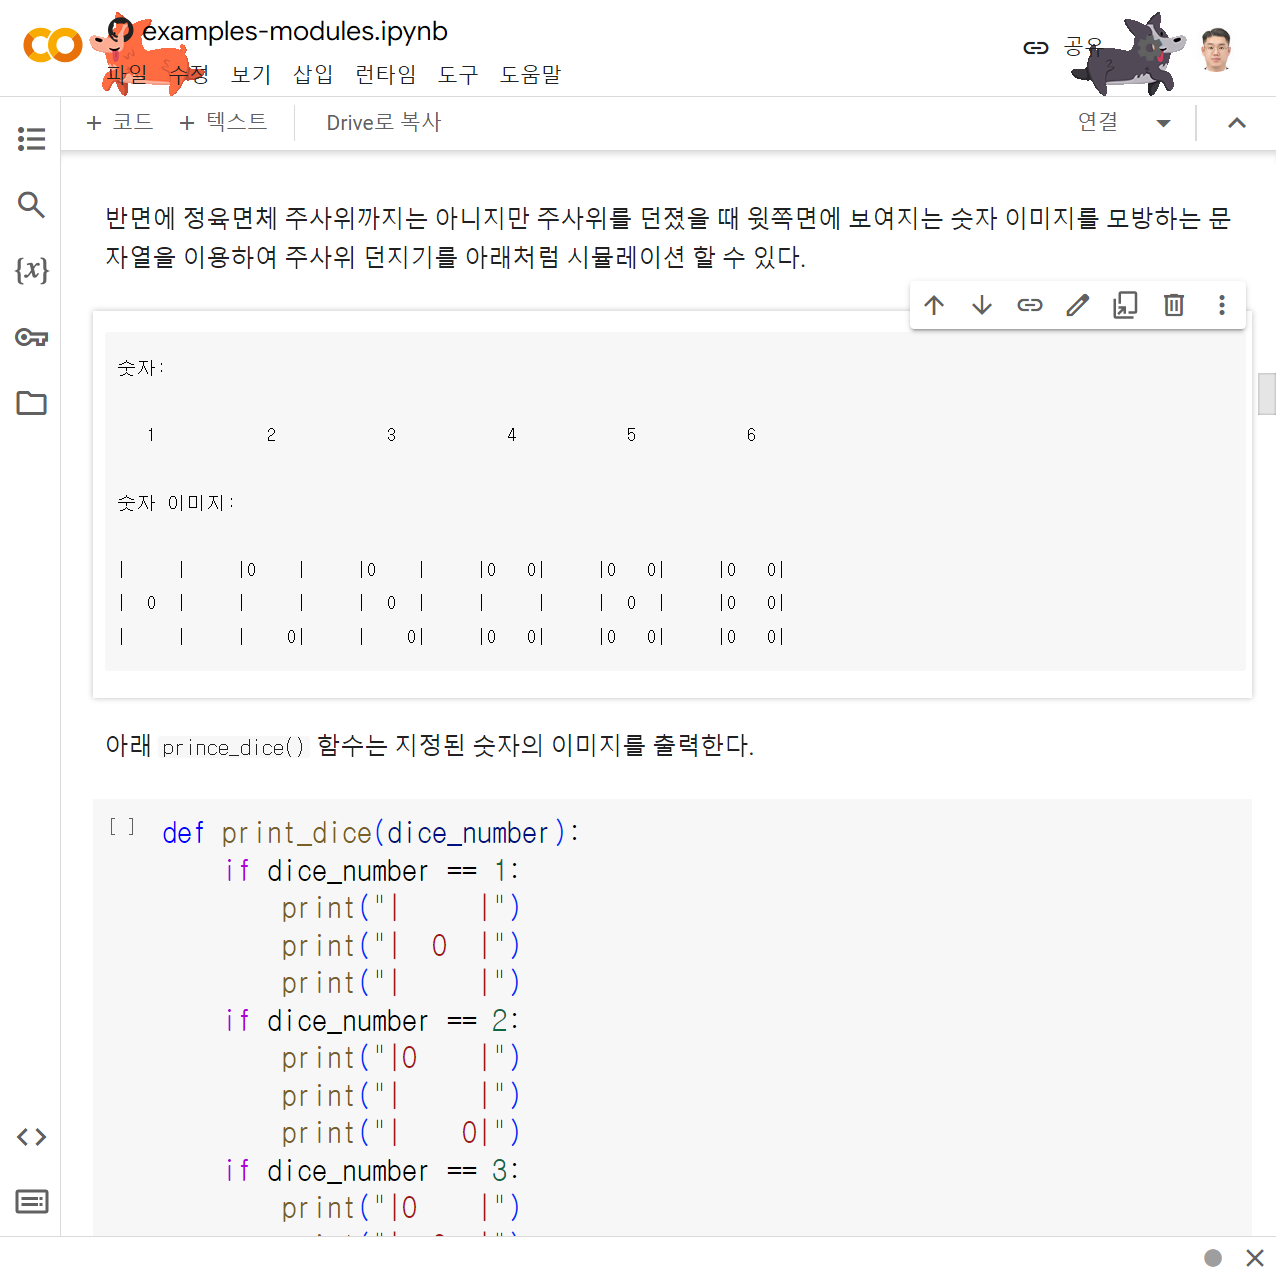 examples-modules.ipynb
공유
파일 수정 보기 삽입 런타임 도구 도움말
+ 코드 + 텍스트 Drive로 복사 연결
반면에 정육면체 주사위까지는 아니지만 주사위를 던졌을 때 윗쪽면에 보여지는 숫자 이미지를 모방하는 문
자열을 이용하여 주사위 던지기를 아래처럼 시뮬레이션 할 수 있다.
{x}
숫자:
1 2 3 4 5 6
숫자 이미지:
|     |     |0    |     |0    |     |0   0|     |0   0|     |0   0|
|  0  |     |     |     |  0  |     |     |     |  0  |     |0   0|
|     |     |    0|     |    0|     |0   0|     |0   0|     |0   0|
아래 prince_dice() 함수는 지정된 숫자의 이미지를 출력한다.
[ ] def print_dice(dice_number):
if dice_number == 1:
print("|     |")
print("|  0  |")
print("|     |")
if dice_number == 2:
print("|0    |")
print("|     |")
print("|    0|")
if dice_number == 3:
print("|0    |")